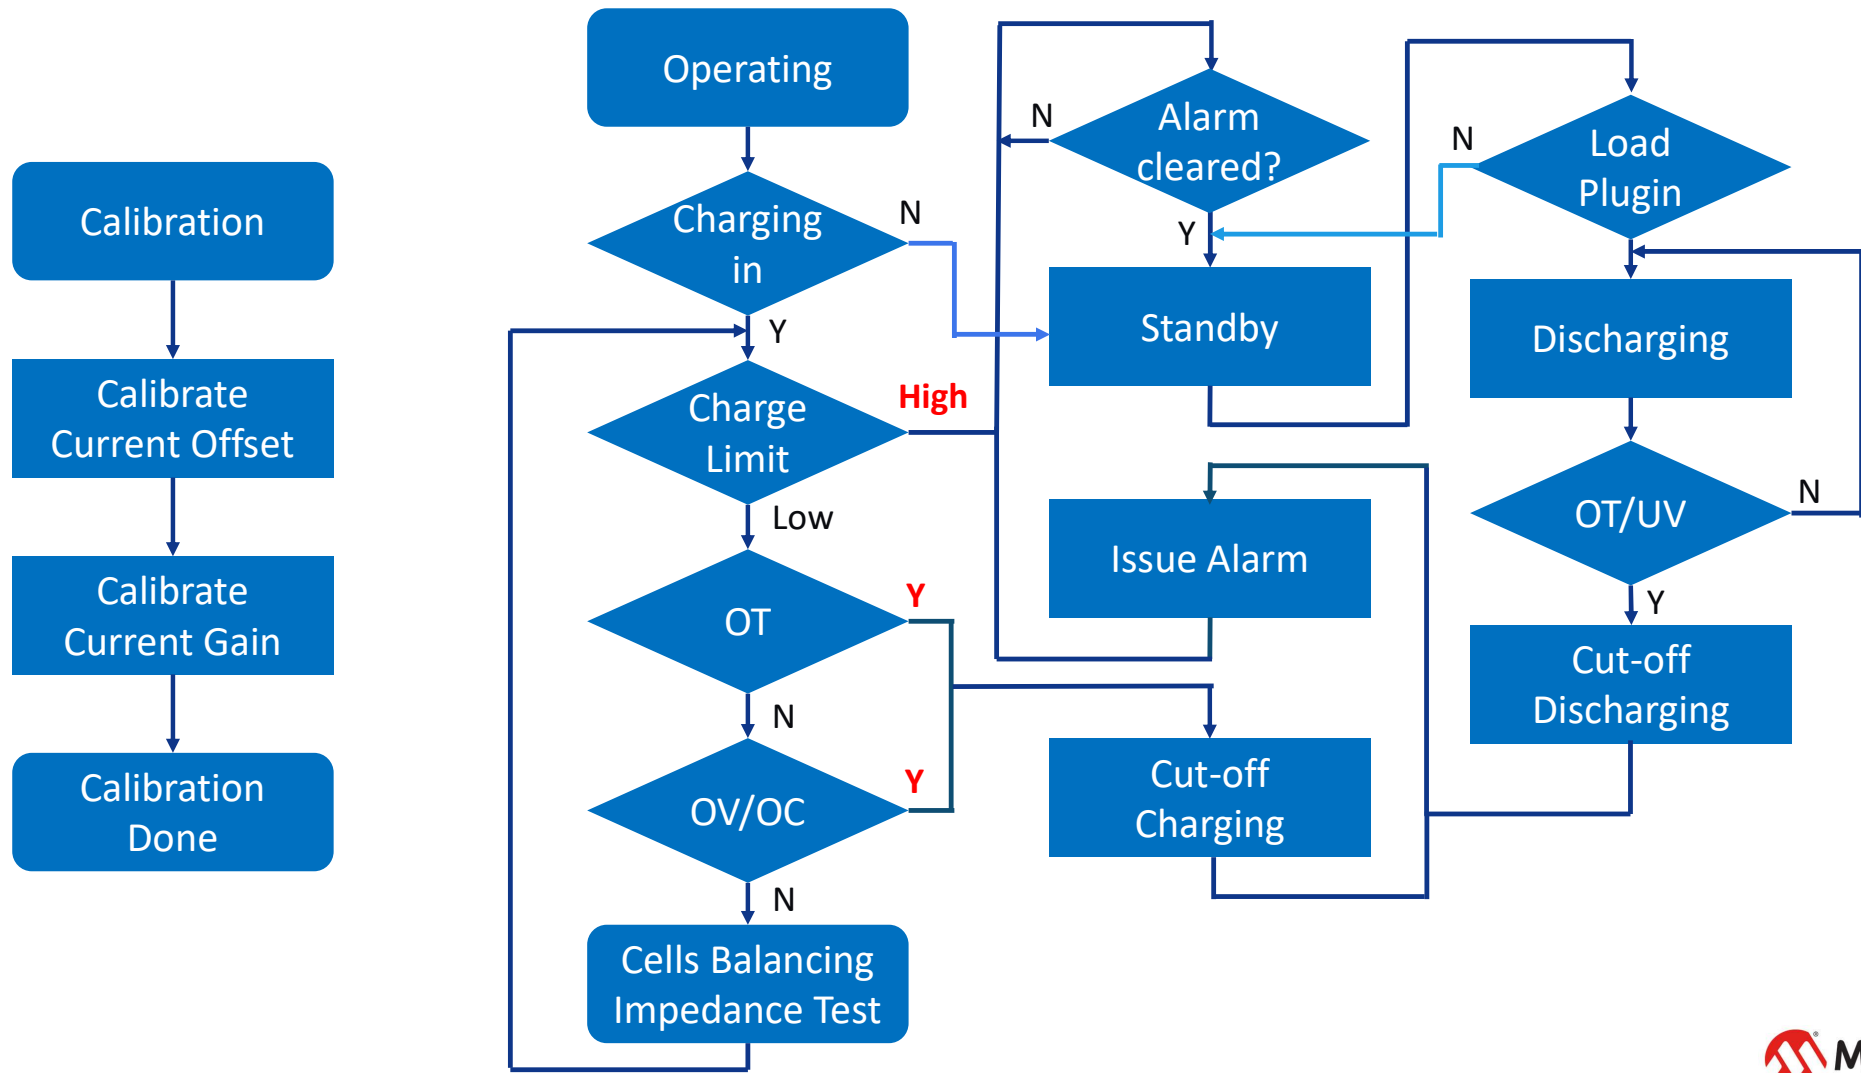 Calibration
Calibrate
Current Offset
Calibrate
Current Gain
Calibration
Done
Operating
Charging
in
N
Y
Charge
Limit
High
Low
OT
Y
N
OV/OC
Y
N
Cells Balancing
Impedance Test
Alarm
cleared?
N
Y
Standby
Issue Alarm
Cut-off
Charging
Load
Plugin
N
Discharging
OT/UV
N
Y
Cut-off
Discharging